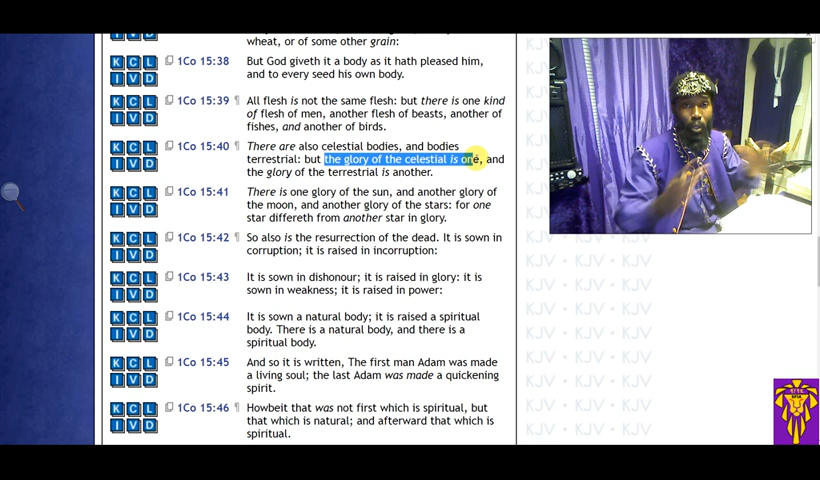 wheat, or of some other grain:
K C L 1Co 15:38 But God giveth it a body as it hath pleased him,
I V D and to every seed his own body.
K C L 1Co 15:39 ¶ All flesh is not the same flesh: but there is one kind
I V D of flesh of men, another flesh of beasts, another of
fishes, and another of birds.
K C L 1Co 15:40 ¶ There are also celestial bodies, and bodies
I V D terrestrial: but the glory of the celestial is one, and
the glory of the terrestrial is another.
K C L 1Co 15:41 There is one glory of the sun, and another glory of
I V D the moon, and another glory of the stars: for one
star differeth from another star in glory.
K C L 1Co 15:42 ¶ So also is the resurrection of the dead. It is sown in
I V D corruption; it is raised in incorruption:
K C L 1Co 15:43 It is sown in dishonour; it is raised in glory: it is
I V D sown in weakness; it is raised in power:
K C L 1Co 15:44 It is sown a natural body; it is raised a spiritual
I V D body. There is a natural body, and there is a
spiritual body.
K C L 1Co 15:45 And so it is written, The first man Adam was made
I V D a living soul; the last Adam was made a quickening
spirit.
K C L 1Co 15:46 ¶ Howbeit that was not first which is spiritual, but
I V D that which is natural; and afterward that which is
spiritual.
KJV • KJV • KJV • KJV
KJV • KJV • KJV • KJV
KJV • KJV • KJV • KJV
KJV • KJV • KJV • KJV
KJV • KJV • KJV • KJV
KJV • KJV • KJV • KJV
KJV • KJV • KJV • KJV